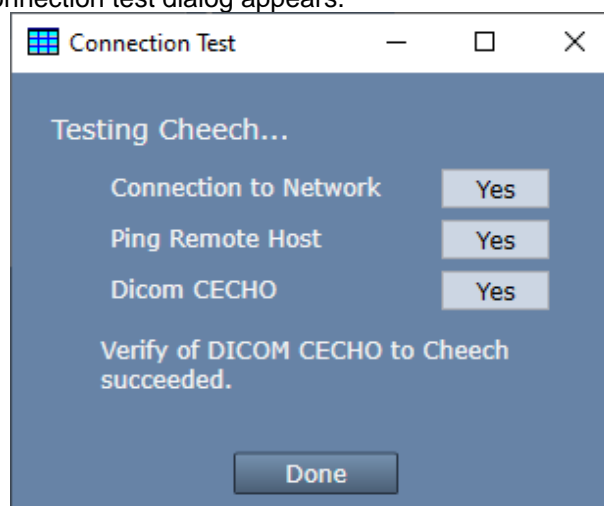 onnection test dialog appears.
Connection Test
Testing Cheech...
Connection to Network Yes
Ping Remote Host Yes
Dicom CECHO Yes
Verify of DICOM CECHO to Cheech
succeeded.
Done